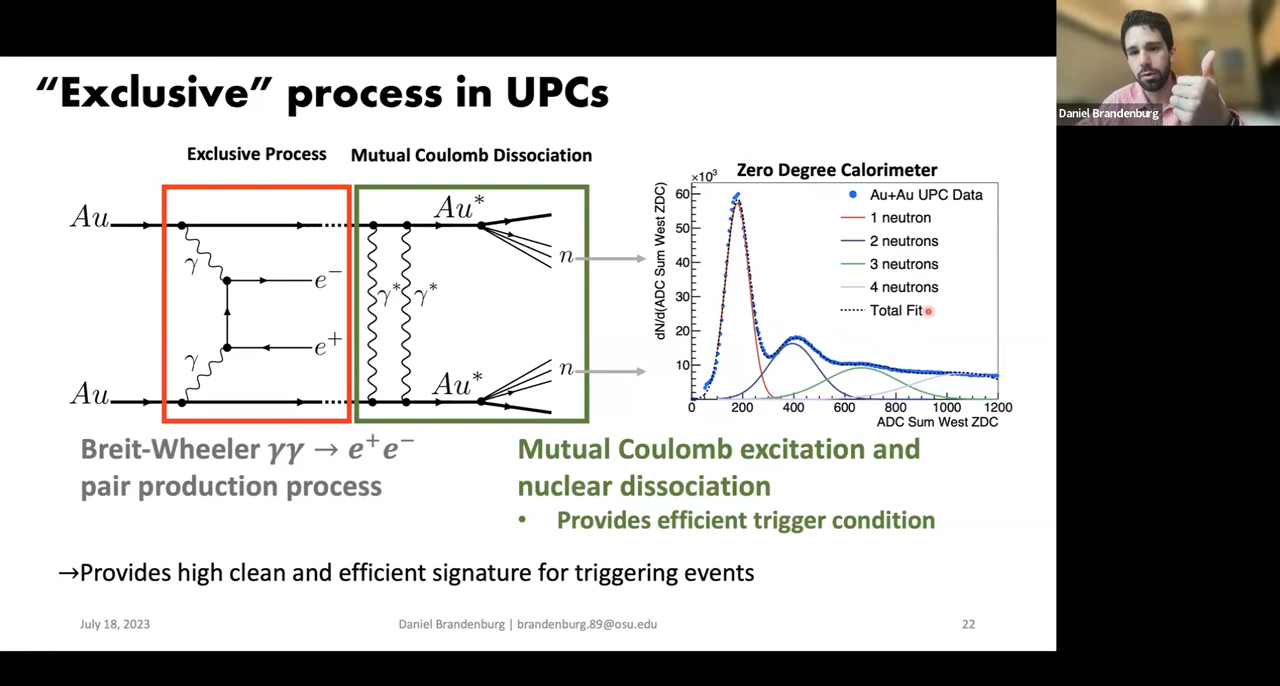 “Exclusive” process in UPCs
Daniel Brandenburg
Exclusive Process
Mutual Coulomb Dissociation
Au
Au*
γ
e⁻
γ* γ*
n
γ
e⁺
Au
Au*
n
Zero Degree Calorimeter
×10³
dN/d(ADC Sum West ZDC)
60
50
40
30
20
10
Au+Au UPC Data
1 neutron
2 neutrons
3 neutrons
4 neutrons
Total Fit
0 200 400 600 800 1000 1200
ADC Sum West ZDC
Breit-Wheeler γγ → e⁺e⁻
pair production process
Mutual Coulomb excitation and
nuclear dissociation
• Provides efficient trigger condition
→Provides high clean and efficient signature for triggering events
July 18, 2023
Daniel Brandenburg | brandenburg.89@osu.edu
22